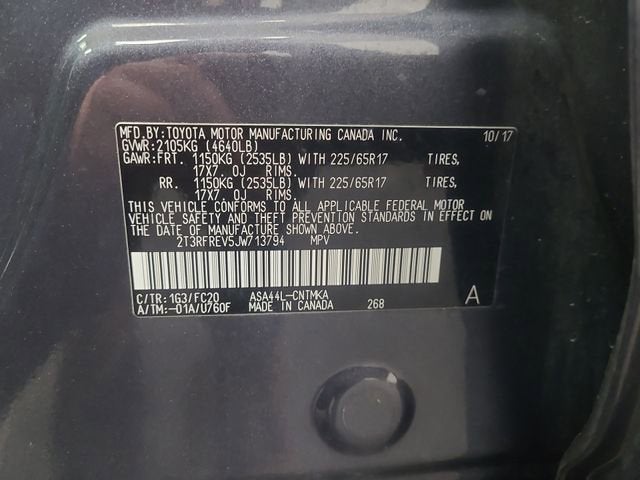 MFD.BY:TOYOTA MOTOR MANUFACTURING CANADA INC. 10/17
GVWR:2105KG (4640LB)
GAWR:FRT. 1150KG (2535LB) WITH 225/65R17 TIRES,
17X7.0J RIMS.
RR. 1150KG (2535LB) WITH 225/65R17 TIRES,
17X7.0J RIMS.
THIS VEHICLE CONFORMS TO ALL APPLICABLE FEDERAL MOTOR
VEHICLE SAFETY AND THEFT PREVENTION STANDARDS IN EFFECT ON
THE DATE OF MANUFACTURE SHOWN ABOVE.
2T3RFREV5JW713794 MPV
C/TR:1G3/FC20 ASA44L-CNTMKA
A/TM:-01A/U760F MADE IN CANADA 268 A